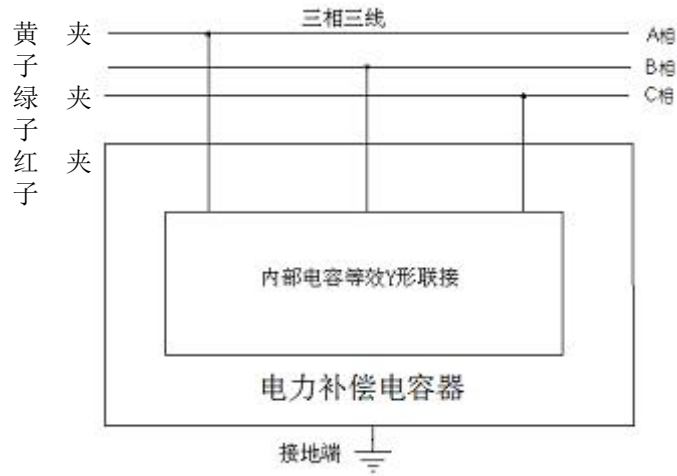 三相三线
黄 夹子
绿 夹子
红 夹子
A相
B相
C相
内部电容等效Y形联接
电力补偿电容器
接地端